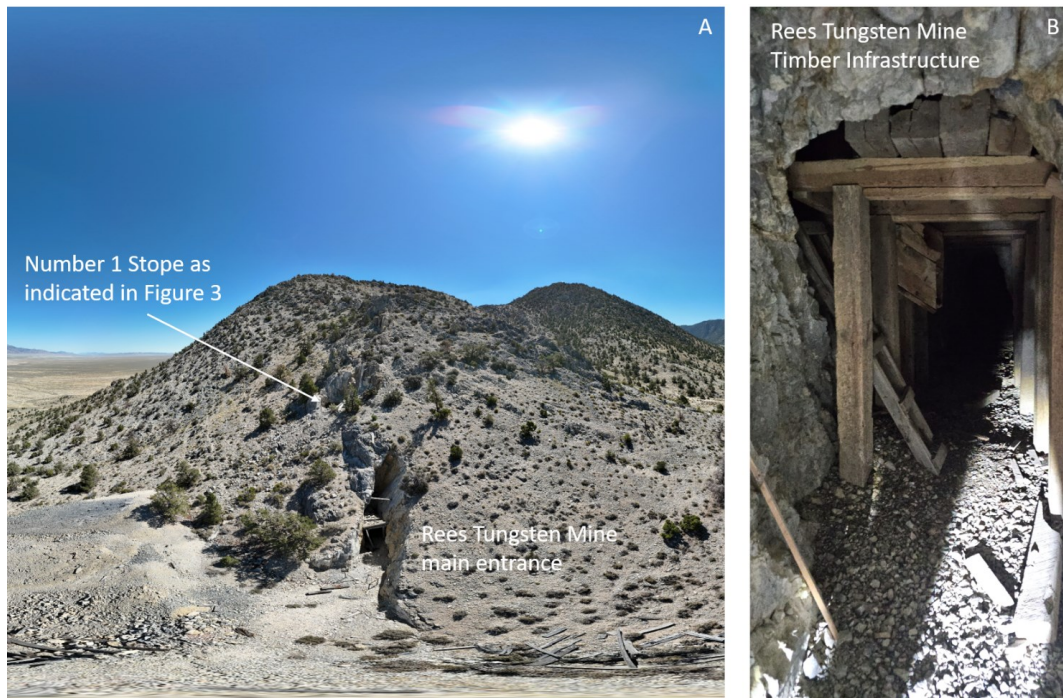 A
Number 1 Stope as
indicated in Figure 3
Rees Tungsten Mine
main entrance
B
Rees Tungsten Mine
Timber Infrastructure